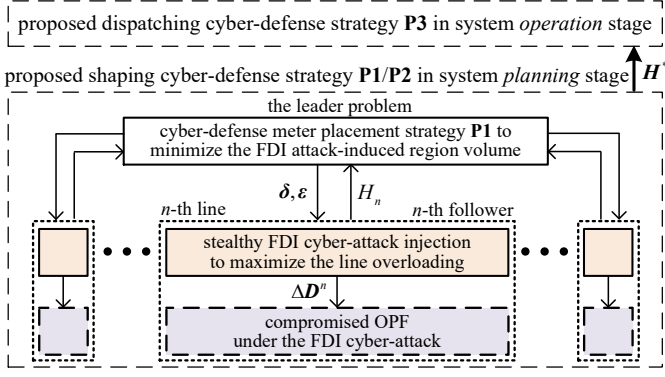 proposed dispatching cyber-defense strategy P3 in system operation stage
proposed shaping cyber-defense strategy P1/P2 in system planning stage
H*
the leader problem
cyber-defense meter placement strategy P1 to
minimize the FDI attack-induced region volume
δ, ε
Hn
n-th line
n-th follower
stealthy FDI cyber-attack injection
to maximize the line overloading
ΔDⁿ
compromised OPF
under the FDI cyber-attack